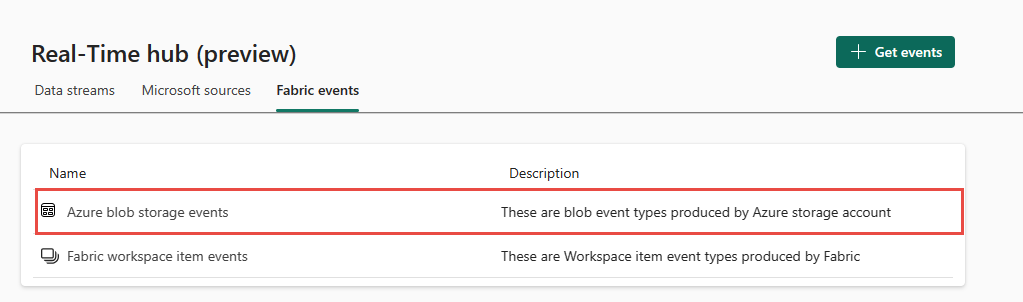 Real-Time hub (preview)
Get events
Data streams Microsoft sources Fabric events
Name Description
Azure blob storage events These are blob event types produced by Azure storage account
Fabric workspace item events These are Workspace item event types produced by Fabric